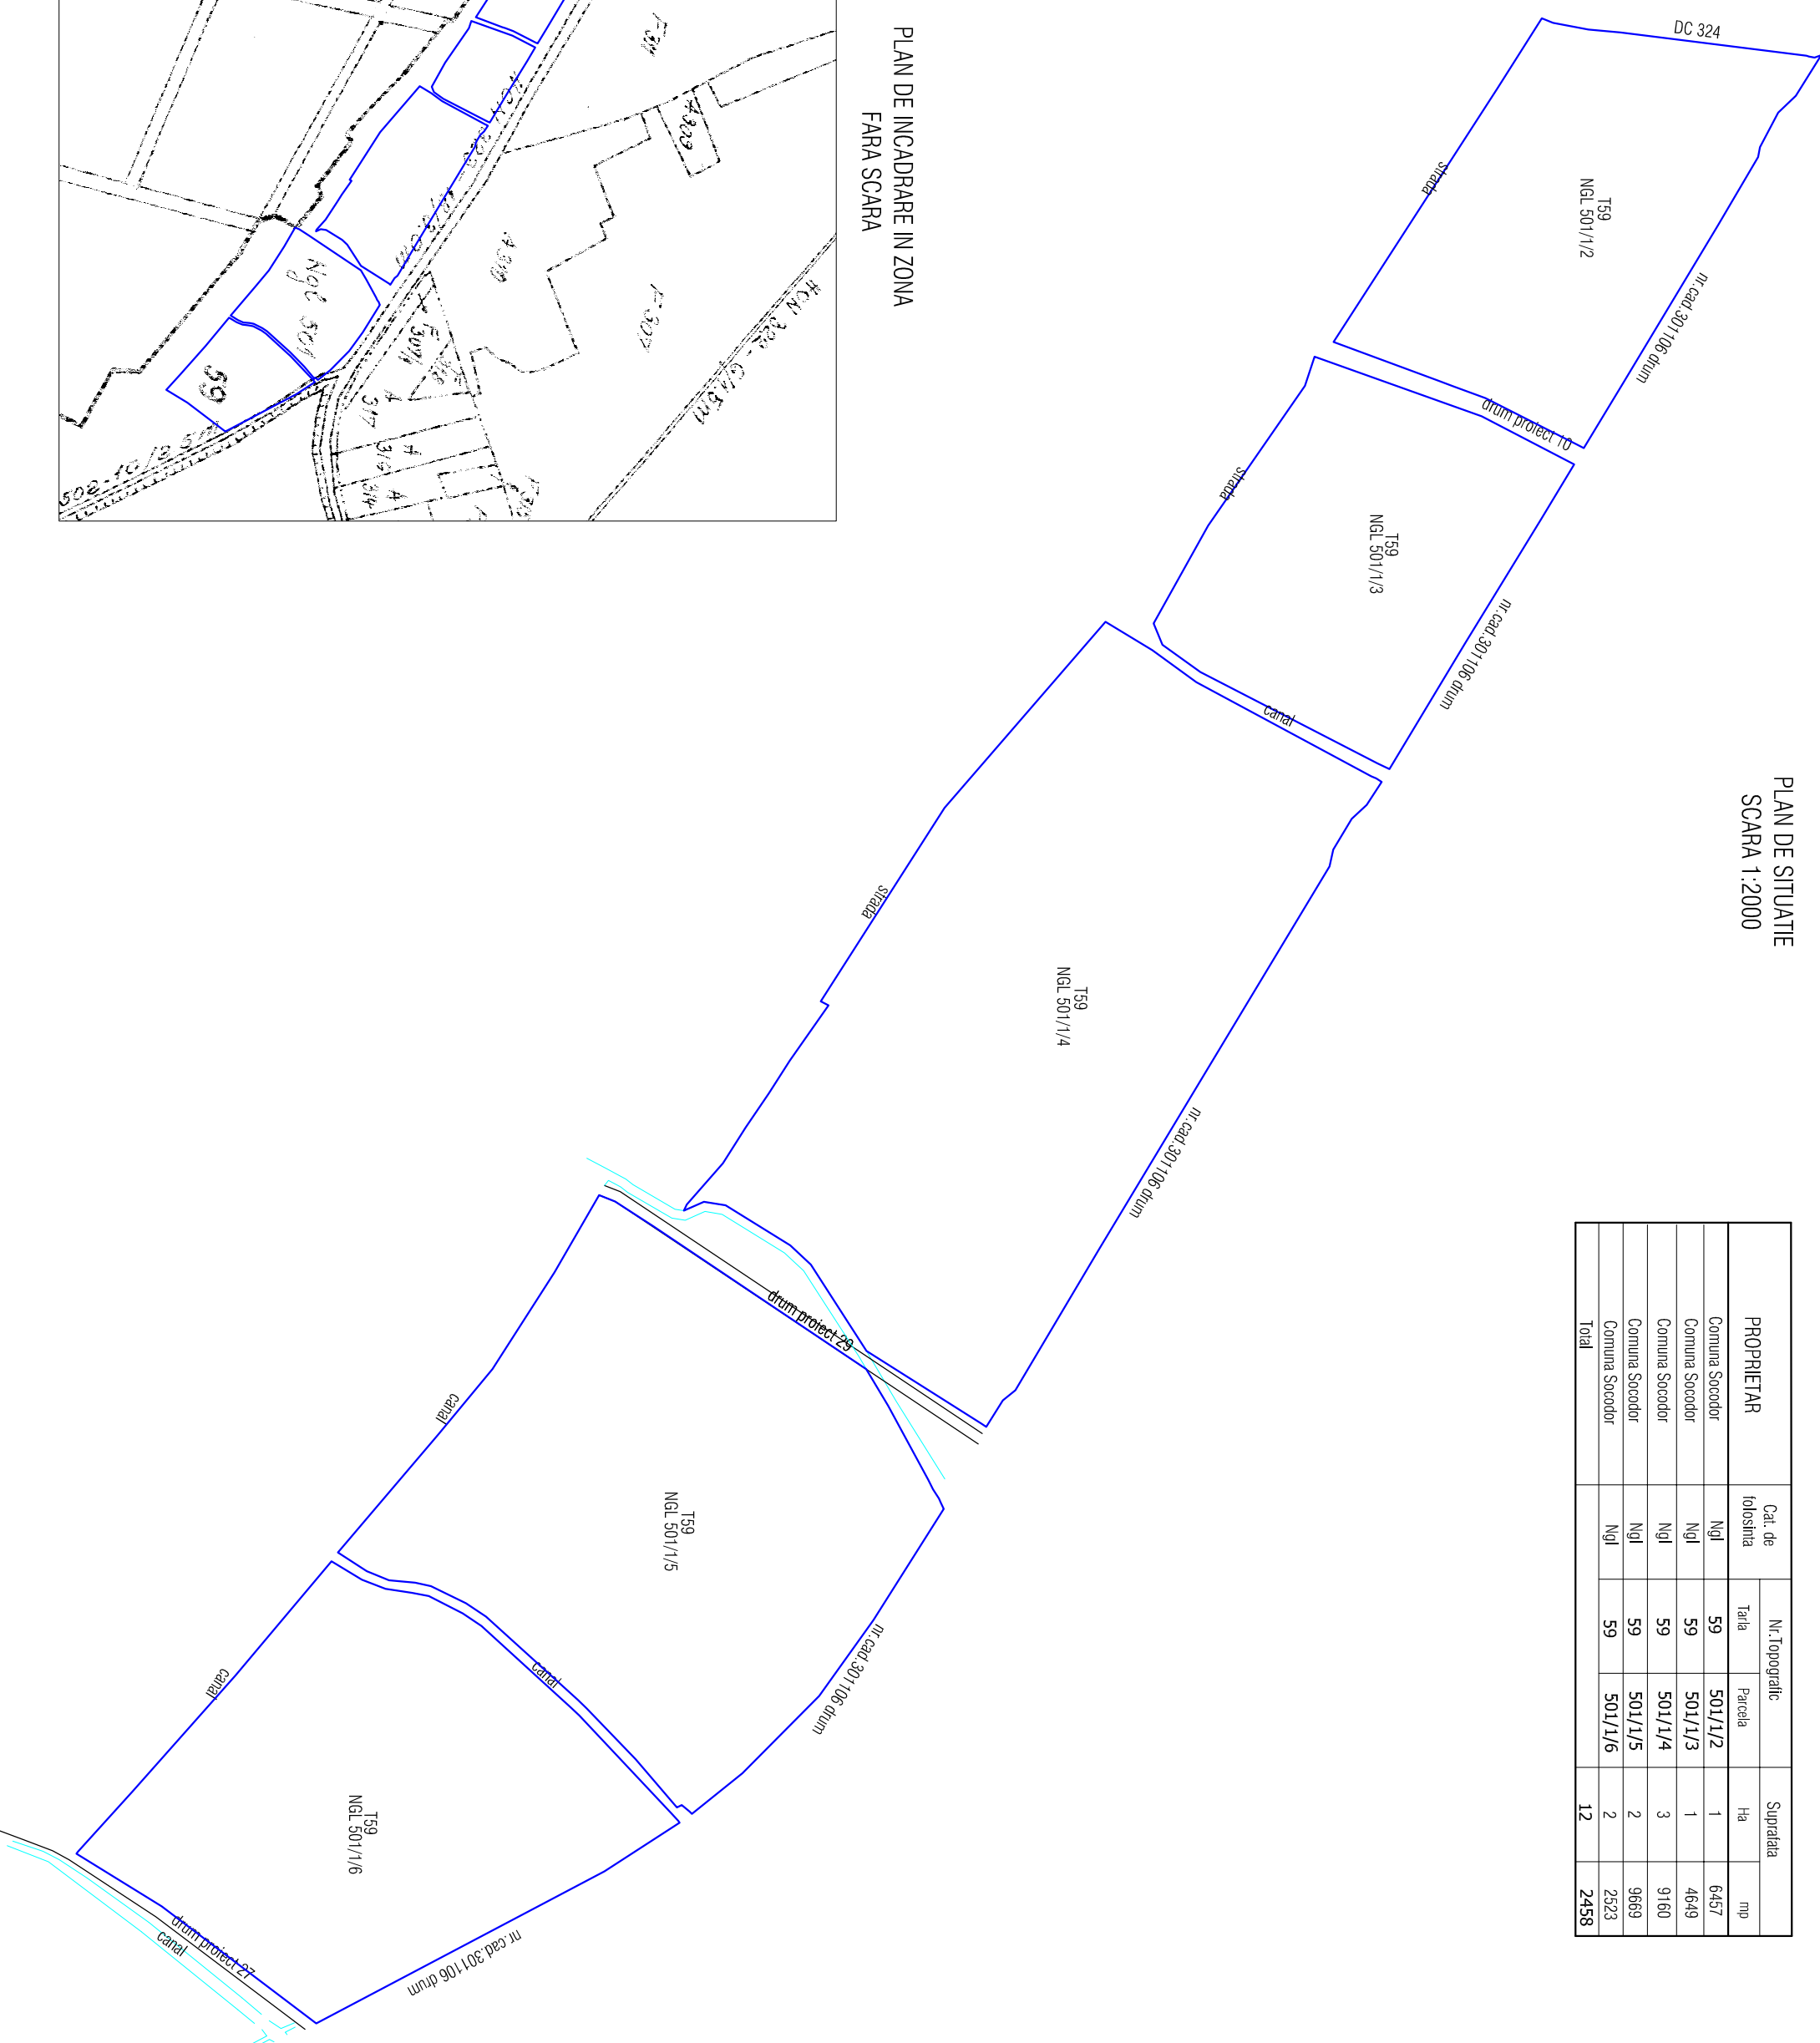 PLAN DE SITUATIE
SCARA 1:2000
PROPRIETAR Cat. de folosinta Nr.Topografic Suprafata
Tarla Parcela Ha mp
Comuna Socodor Ngl 59 501/1/2 1 6457
Comuna Socodor Ngl 59 501/1/3 1 4649
Comuna Socodor Ngl 59 501/1/4 3 9160
Comuna Socodor Ngl 59 501/1/5 2 9669
Comuna Socodor Ngl 59 501/1/6 2 2523
Total 12 2458
DC 324
T59
NGL 501/1/2
strada
nr.cad.301106 drum
drum proiect 10
T59
NGL 501/1/3
strada
nr.cad.301106 drum
canal
T59
NGL 501/1/4
strada
nr.cad.301106 drum
drum proiect 29
T59
NGL 501/1/5
canal
nr.cad.301106 drum
canal
T59
NGL 501/1/6
canal
nr.cad.301106 drum
drum proiect 27
canal
PLAN DE INCADRARE IN ZONA
FARA SCARA
Ngl 501
59
A 309
317
A
316
A
314
A